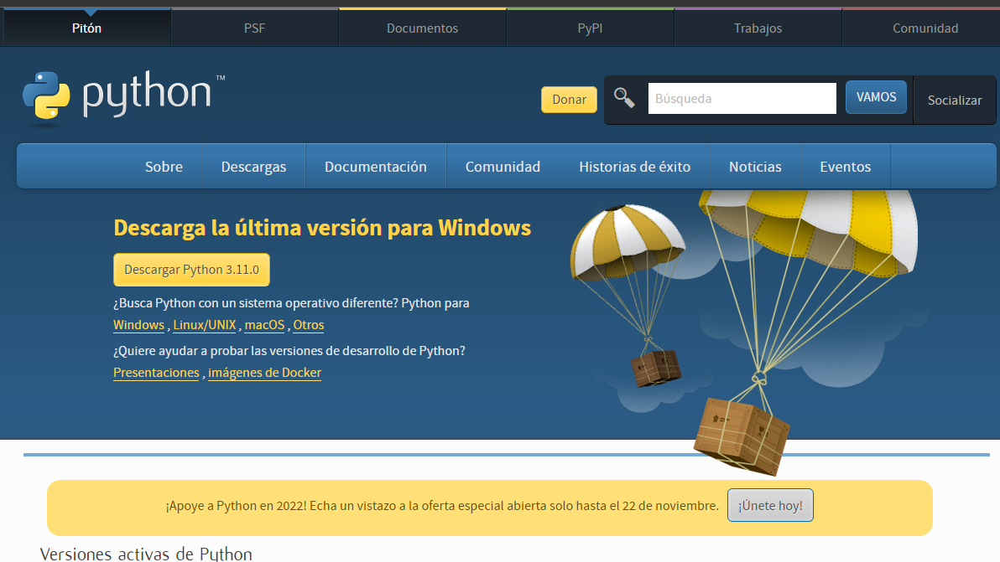 Pitón PSF Documentos PyPI Trabajos Comunidad
python™
Donar Búsqueda VAMOS Socializar
Sobre Descargas Documentación Comunidad Historias de éxito Noticias Eventos
Descarga la última versión para Windows
Descargar Python 3.11.0
¿Busca Python con un sistema operativo diferente? Python para
Windows , Linux/UNIX , macOS , Otros
¿Quiere ayudar a probar las versiones de desarrollo de Python?
Presentaciones , imágenes de Docker
¡Apoye a Python en 2022! Echa un vistazo a la oferta especial abierta solo hasta el 22 de noviembre. ¡Únete hoy!
Versiones activas de Python